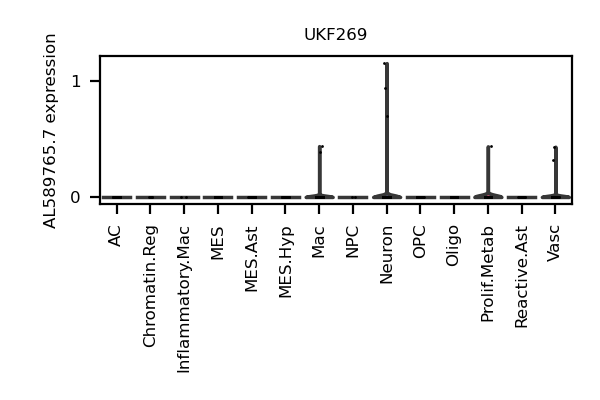 UKF269
AL589765.7 expression
1
0
AC
Chromatin.Reg
Inflammatory.Mac
MES
MES.Ast
MES.Hyp
Mac
NPC
Neuron
OPC
Oligo
Prolif.Metab
Reactive.Ast
Vasc